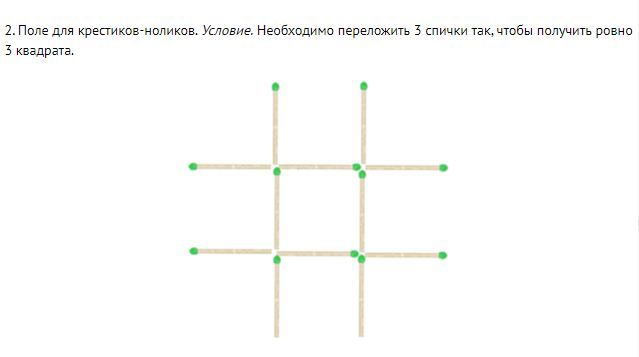 2. Поле для крестиков-ноликов. Условие. Необходимо переложить 3 спички так, чтобы получить ровно
3 квадрата.